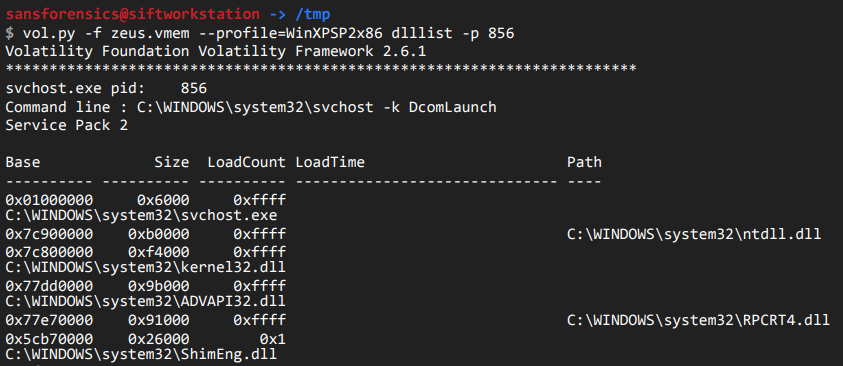 sansforensics@siftworkstation -> /tmp
$ vol.py -f zeus.vmem --profile=WinXPSP2x86 dlllist -p 856
Volatility Foundation Volatility Framework 2.6.1
************************************************************************
svchost.exe pid:    856
Command line : C:\WINDOWS\system32\svchost -k DcomLaunch
Service Pack 2
Base             Size  LoadCount LoadTime                       Path
---------- ---------- ---------- ------------------------------ ----
0x01000000     0x6000     0xffff
C:\WINDOWS\system32\svchost.exe
0x7c900000    0xb0000     0xffff                                C:\WINDOWS\system32\ntdll.dll
0x7c800000    0xf4000     0xffff
C:\WINDOWS\system32\kernel32.dll
0x77dd0000    0x9b000     0xffff
C:\WINDOWS\system32\ADVAPI32.dll
0x77e70000    0x91000     0xffff                                C:\WINDOWS\system32\RPCRT4.dll
0x5cb70000    0x26000        0x1
C:\WINDOWS\system32\ShimEng.dll